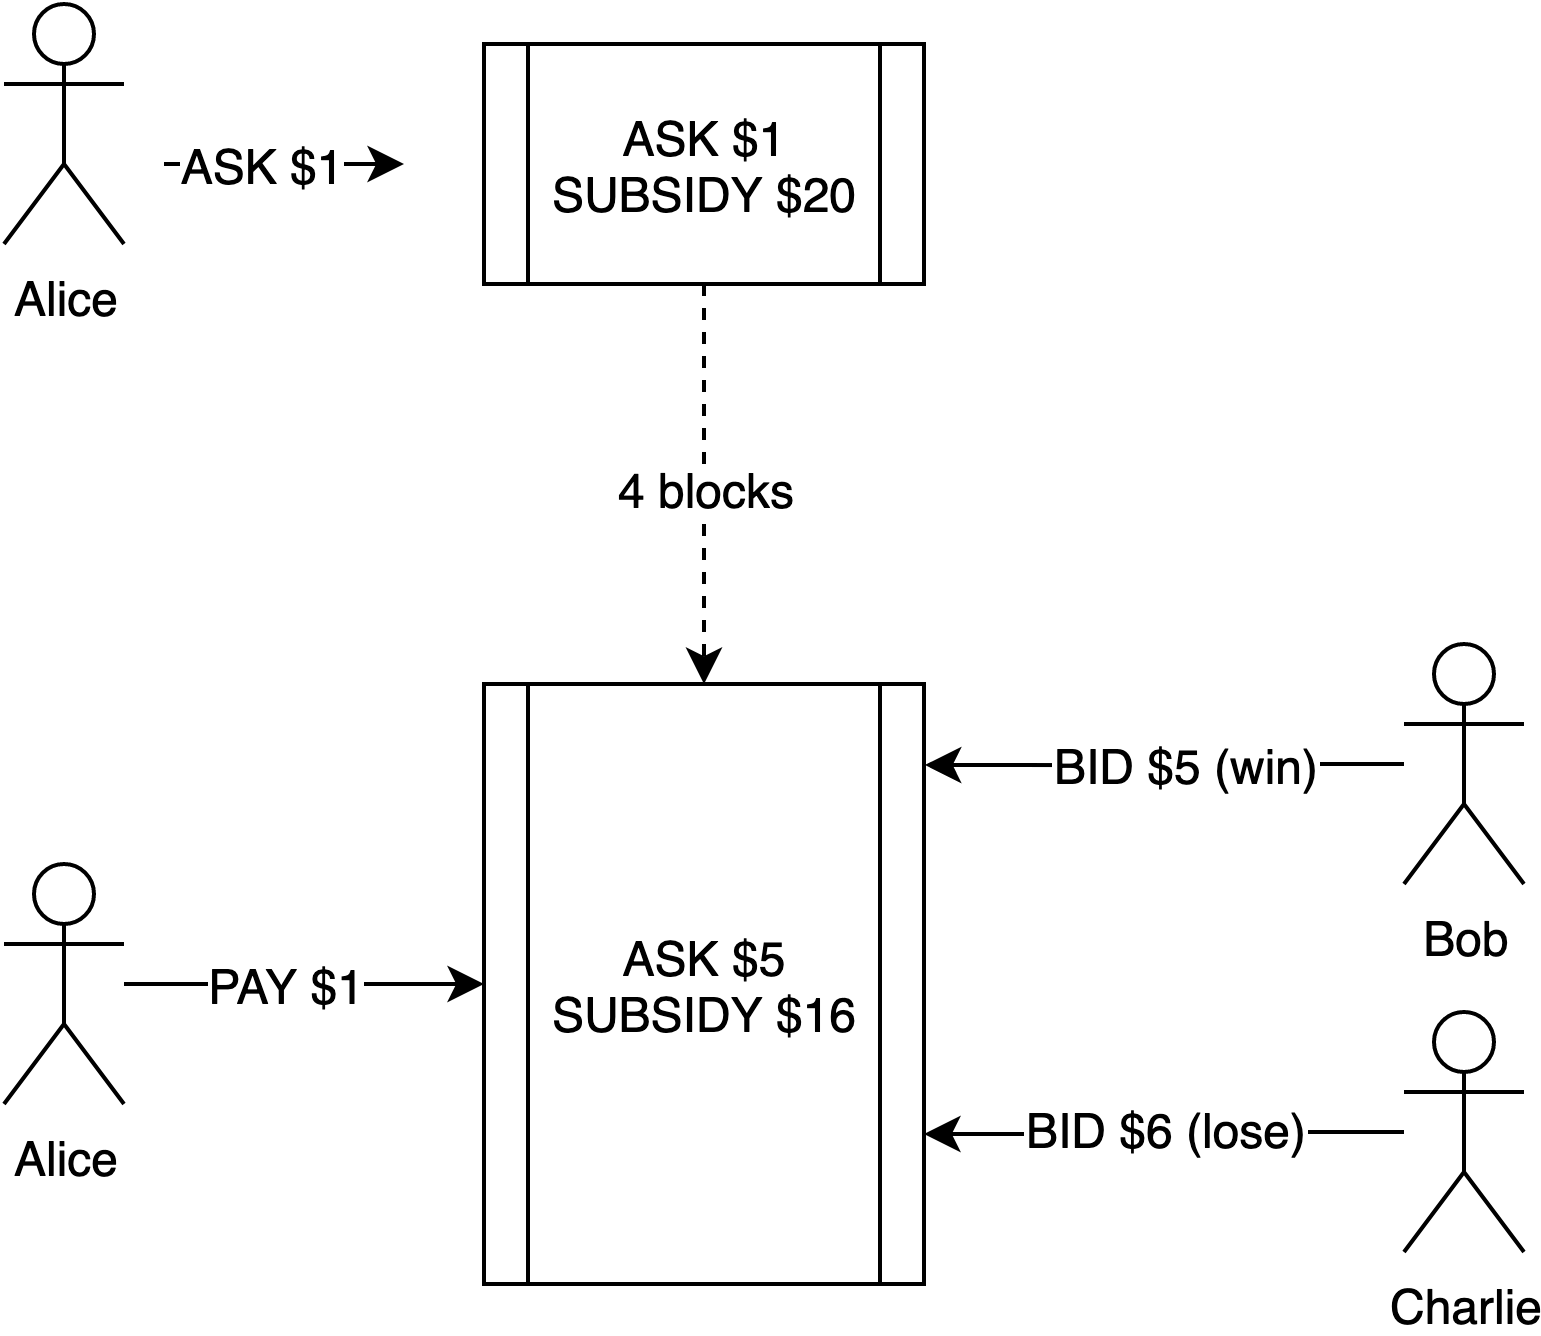 ASK $1
Alice
ASK $1
SUBSIDY $20
4 blocks
BID $5 (win)
Bob
PAY $1
Alice
ASK $5
SUBSIDY $16
BID $6 (lose)
Charlie